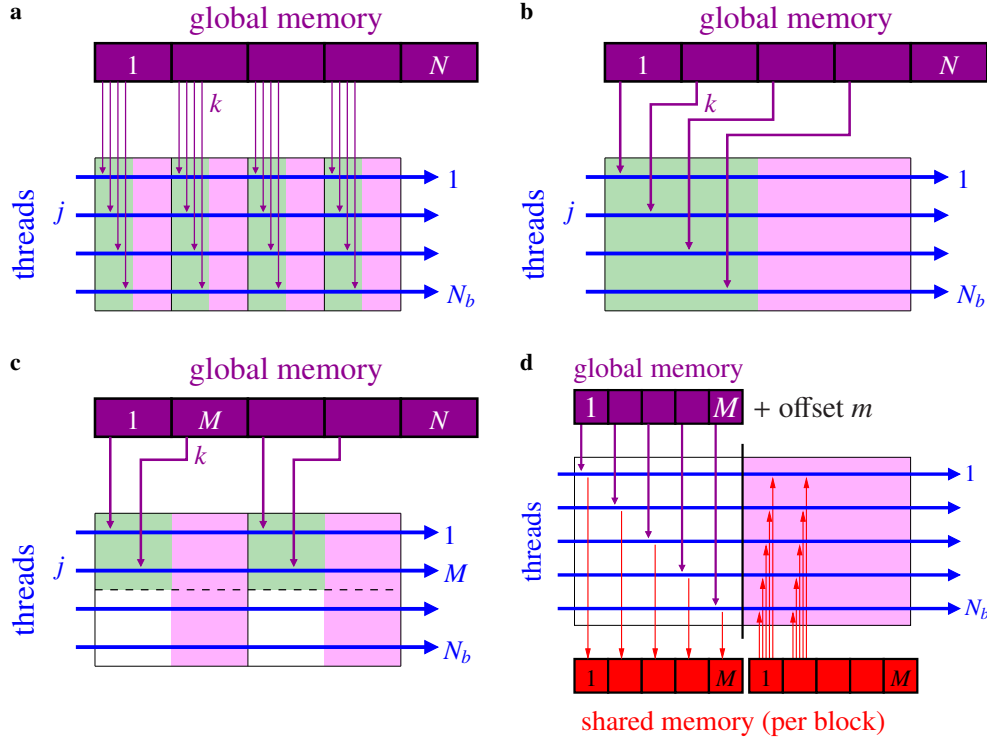 a
global memory
1 N
k
threads
j
1
N_b
b
global memory
1 N
k
threads
j
1
N_b
c
global memory
1 M N
k
threads
j
1
M
N_b
d
global memory
1 M + offset m
threads
1
N_b
1 M 1 M
shared memory (per block)